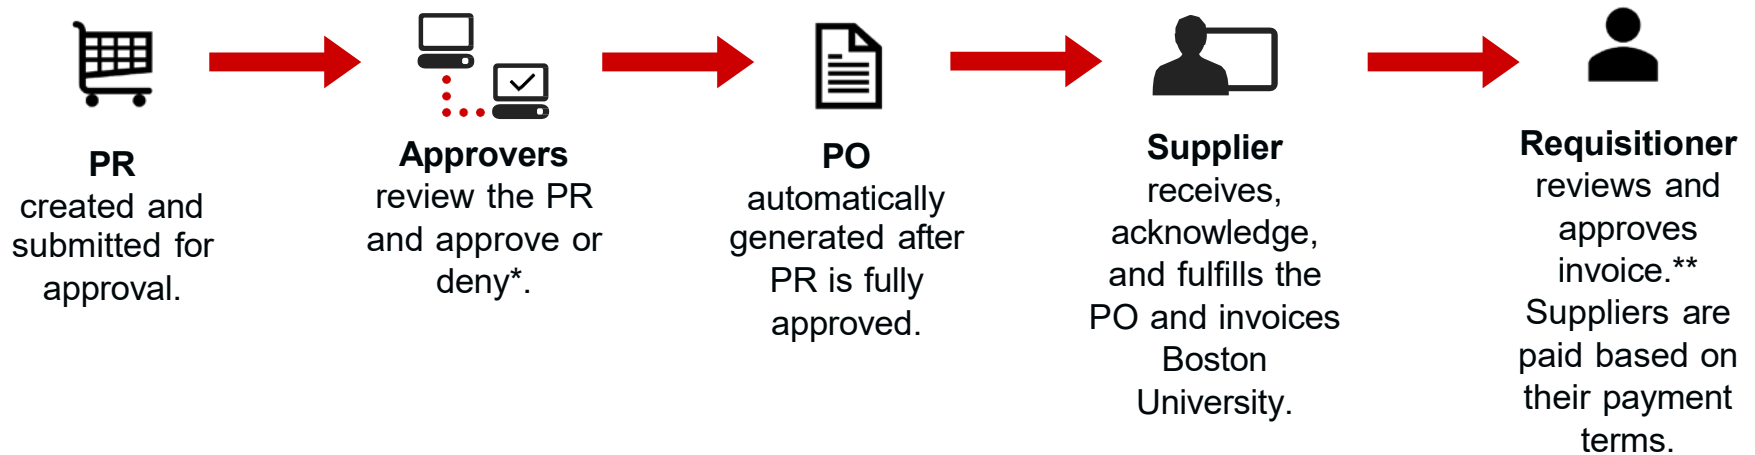 PR
created and
submitted for
approval.
Approvers
review the PR
and approve or
deny*.
PO
automatically
generated after
PR is fully
approved.
Supplier
receives,
acknowledge,
and fulfills the
PO and invoices
Boston
University.
Requisitioner
reviews and
approves
invoice.**
Suppliers are
paid based on
their payment
terms.